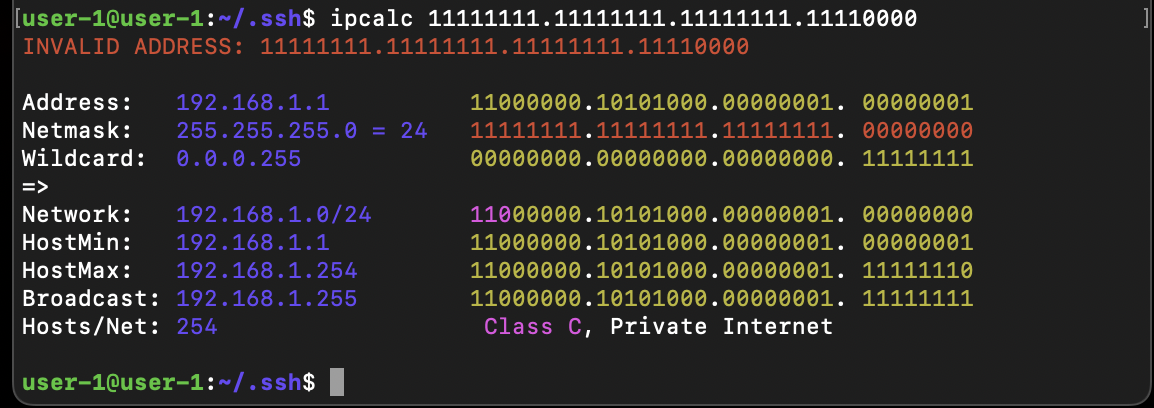 [user-1@user-1:~/.ssh$ ipcalc 11111111.11111111.11111111.11110000 ]
INVALID ADDRESS: 11111111.11111111.11111111.11110000
Address: 192.168.1.1 11000000.10101000.00000001. 00000001
Netmask: 255.255.255.0 = 24 11111111.11111111.11111111. 00000000
Wildcard: 0.0.0.255 00000000.00000000.00000000. 11111111
=>
Network: 192.168.1.0/24 11000000.10101000.00000001. 00000000
HostMin: 192.168.1.1 11000000.10101000.00000001. 00000001
HostMax: 192.168.1.254 11000000.10101000.00000001. 11111110
Broadcast: 192.168.1.255 11000000.10101000.00000001. 11111111
Hosts/Net: 254 Class C, Private Internet
user-1@user-1:~/.ssh$